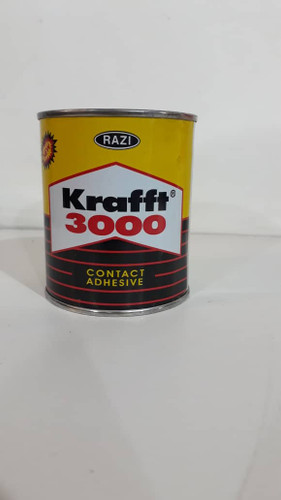 RAZI
Krafft®
3000
CONTACT
ADHESIVE